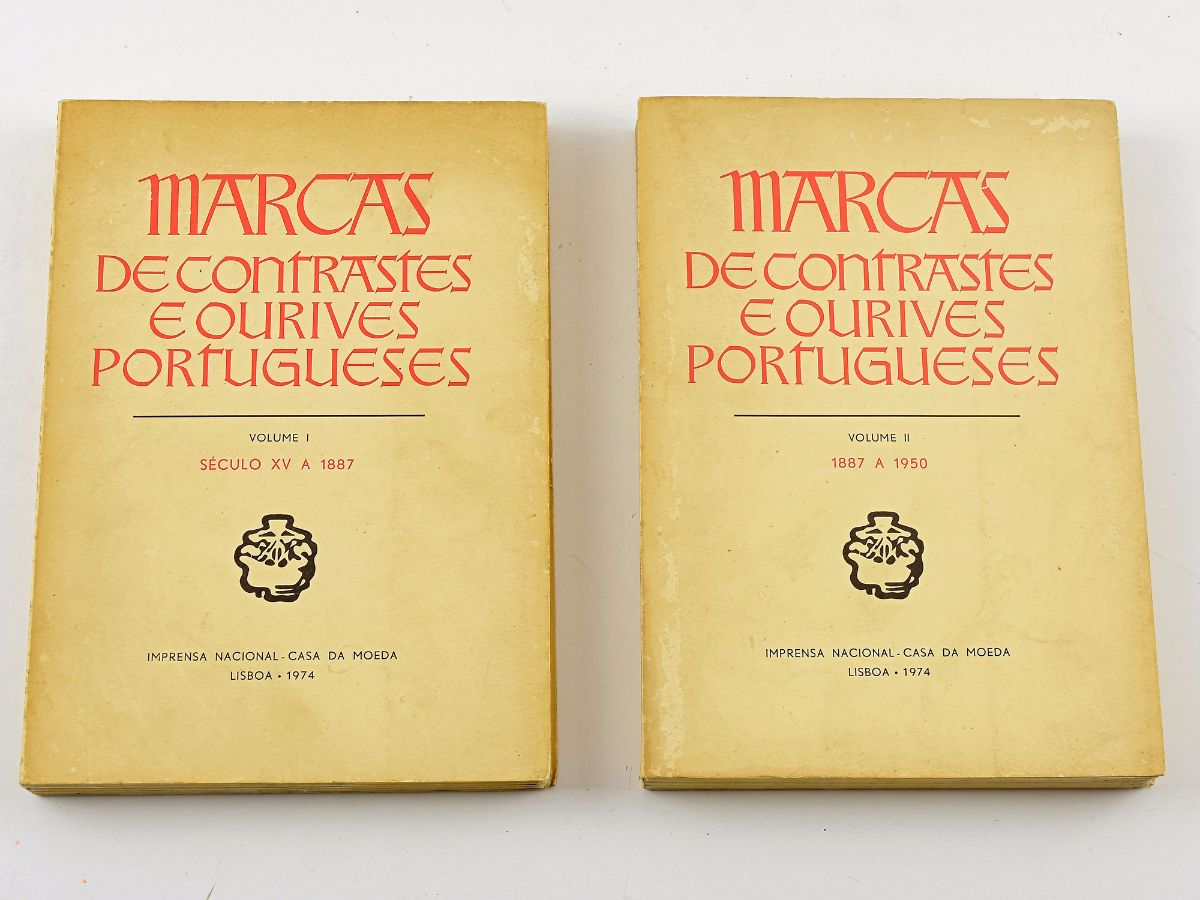 MARCAS
DE CONTRASTES
E OURIVES
PORTUGUESES
VOLUME I
SÉCULO XV A 1887
IMPRENSA NACIONAL - CASA DA MOEDA
LISBOA • 1974
MARCAS
DE CONTRASTES
E OURIVES
PORTUGUESES
VOLUME II
1887 A 1950
IMPRENSA NACIONAL - CASA DA MOEDA
LISBOA • 1974